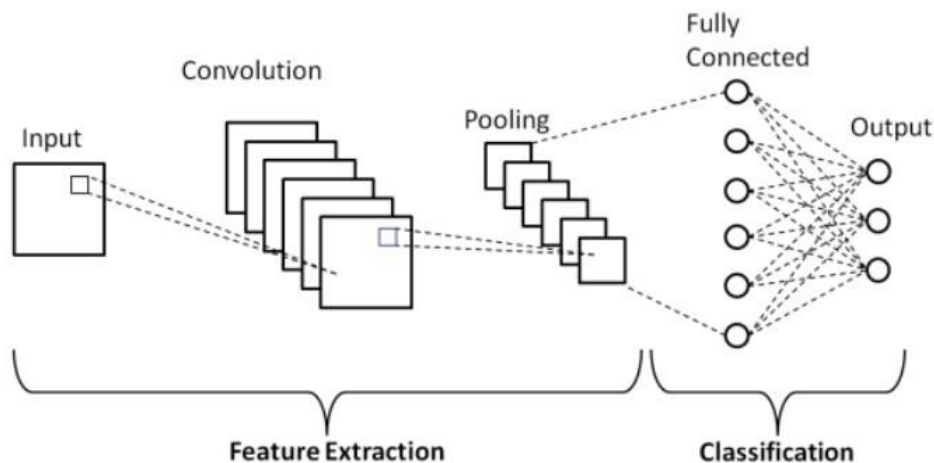 Fully
Connected
Convolution
Pooling
Output
Input
Feature Extraction
Classification